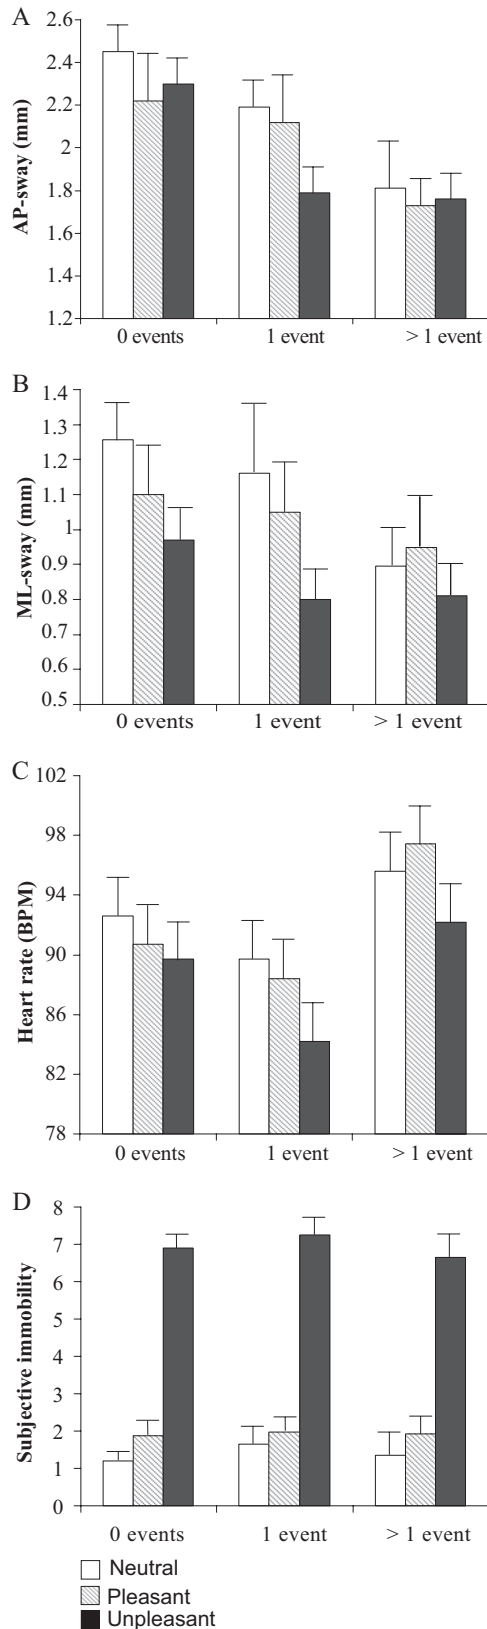 A
AP-sway (mm)
2.6
2.4
2.2
2
1.8
1.6
1.4
1.2
0 events 1 event > 1 event
B
ML-sway (mm)
1.4
1.3
1.2
1.1
1
0.9
0.8
0.7
0.6
0.5
0 events 1 event > 1 event
C
Heart rate (BPM)
102
98
94
90
86
82
78
0 events 1 event > 1 event
D
Subjective immobility
8
7
6
5
4
3
2
1
0
0 events 1 event > 1 event
Neutral
Pleasant
Unpleasant